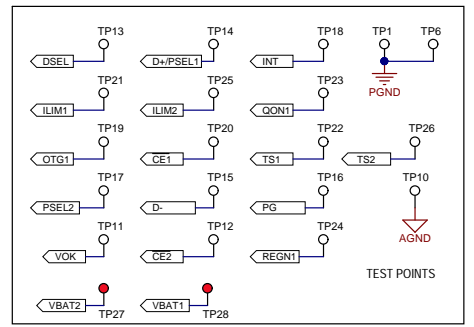 TP13 TP14 TP18 TP1 TP6
DSEL D+/PSEL1 INT
PGND
TP21 TP25 TP23
ILIM1 ILIM2 QON1
TP19 TP20 TP22 TP26
OTG1 CE1 TS1 TS2
TP17 TP15 TP16 TP10
PSEL2 D- PG
AGND
TP11 TP12 TP24
VOK CE2 REGN1
TEST POINTS
VBAT2 VBAT1
TP27 TP28